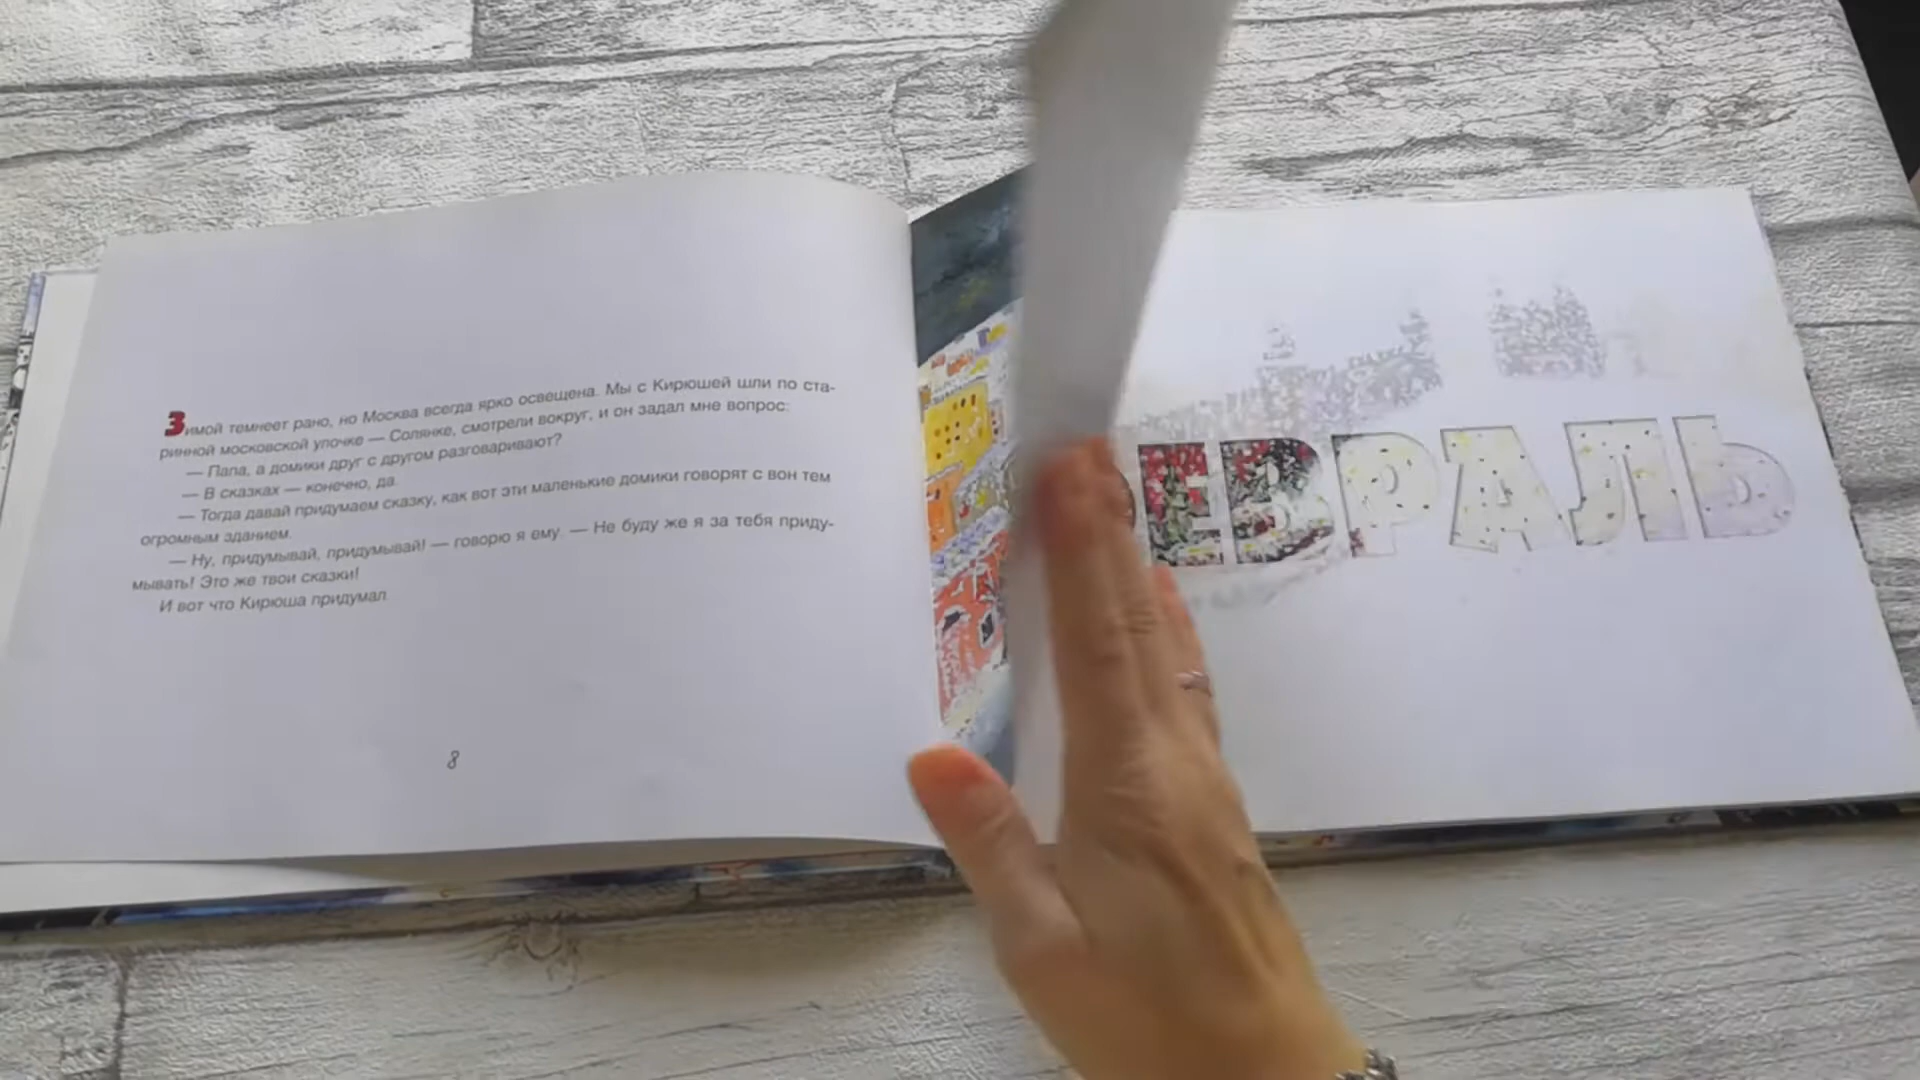 Зимой темнеет рано, но Москва всегда ярко освещена. Мы с Кирюшей шли по ста-
ринной московской улочке — Солянке, смотрели вокруг, и он задал мне вопрос:
— Папа, а домики друг с другом разговаривают?
— В сказках — конечно, да.
— Тогда давай придумаем сказку, как вот эти маленькие домики говорят с вон тем
огромным зданием.
— Ну, придумывай, придумывай! — говорю я ему. — Не буду же я за тебя приду-
мывать! Это же твои сказки!
И вот что Кирюша придумал.
8
ФЕВРАЛЬ